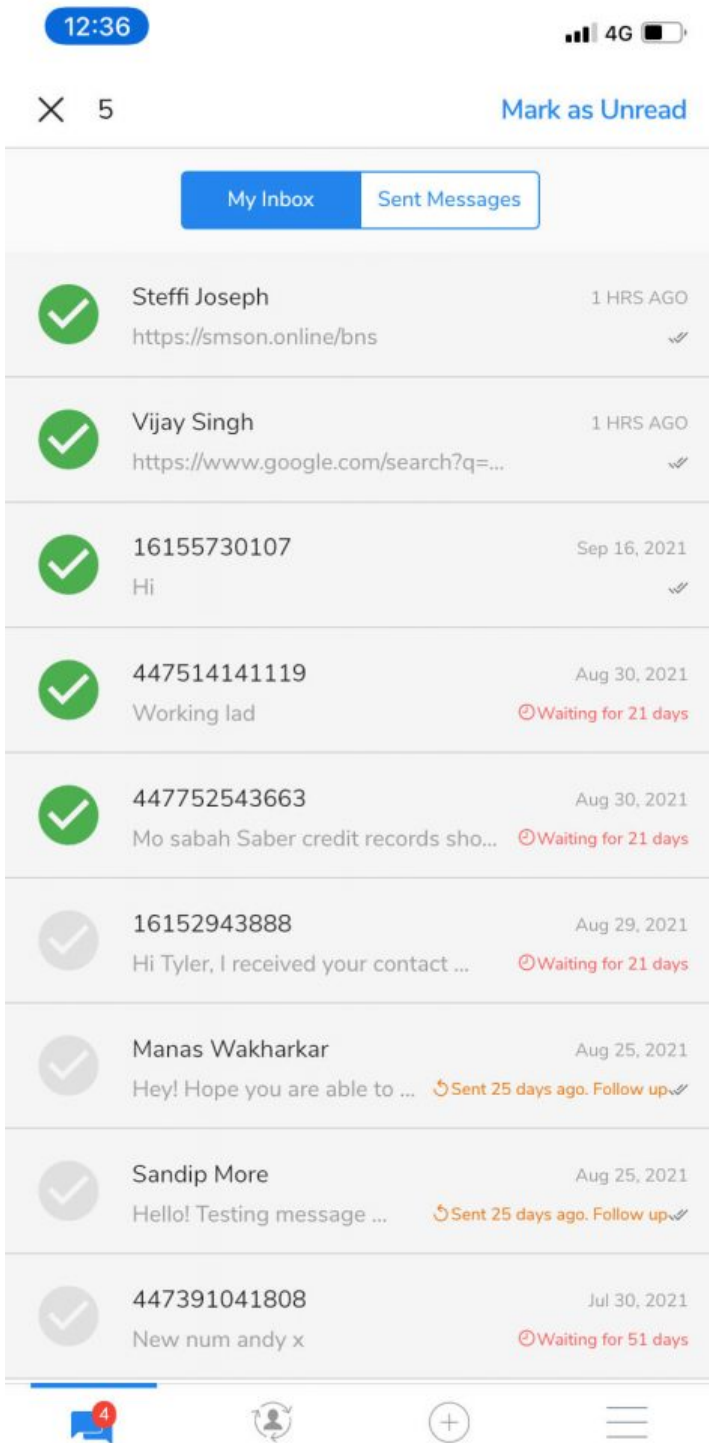 12:36
4G
5 Mark as Unread
My Inbox Sent Messages
Steffi Joseph 1 HRS AGO
https://smson.online/bns
Vijay Singh 1 HRS AGO
https://www.google.com/search?q=...
16155730107 Sep 16, 2021
Hi
447514141119 Aug 30, 2021
Working lad Waiting for 21 days
447752543663 Aug 30, 2021
Mo sabah Saber credit records sho... Waiting for 21 days
16152943888 Aug 29, 2021
Hi Tyler, I received your contact ... Waiting for 21 days
Manas Wakharkar Aug 25, 2021
Hey! Hope you are able to ... Sent 25 days ago. Follow up
Sandip More Aug 25, 2021
Hello! Testing message ... Sent 25 days ago. Follow up
447391041808 Jul 30, 2021
New num andy x Waiting for 51 days
4